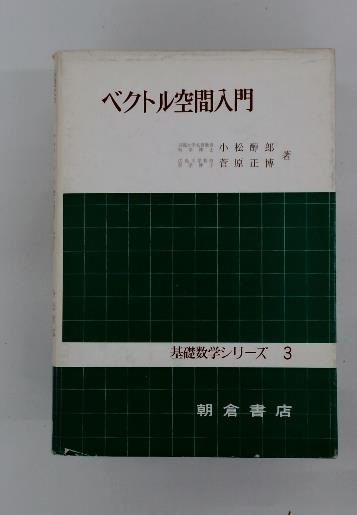 ベクトル空間入門
小松醇郎
菅原正博
著
基礎数学シリーズ 3
朝倉書店